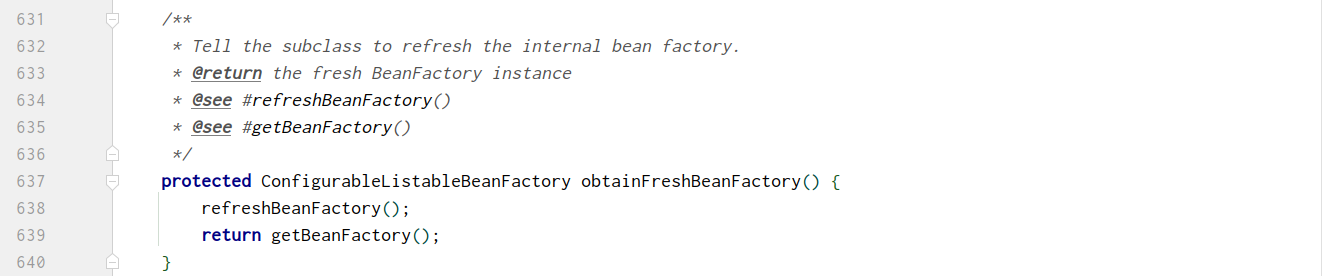 631 /**
632 * Tell the subclass to refresh the internal bean factory.
633 * @return the fresh BeanFactory instance
634 * @see #refreshBeanFactory()
635 * @see #getBeanFactory()
636 */
637 protected ConfigurableListableBeanFactory obtainFreshBeanFactory() {
638 refreshBeanFactory();
639 return getBeanFactory();
640 }